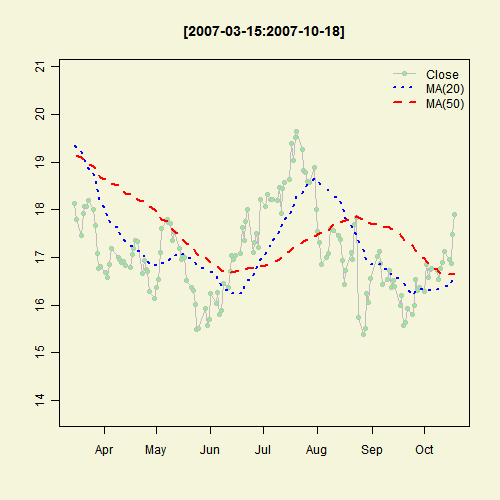 [2007-03-15:2007-10-18]
21
20
19
18
17
16
15
14
Close
MA(20)
MA(50)
Apr May Jun Jul Aug Sep Oct